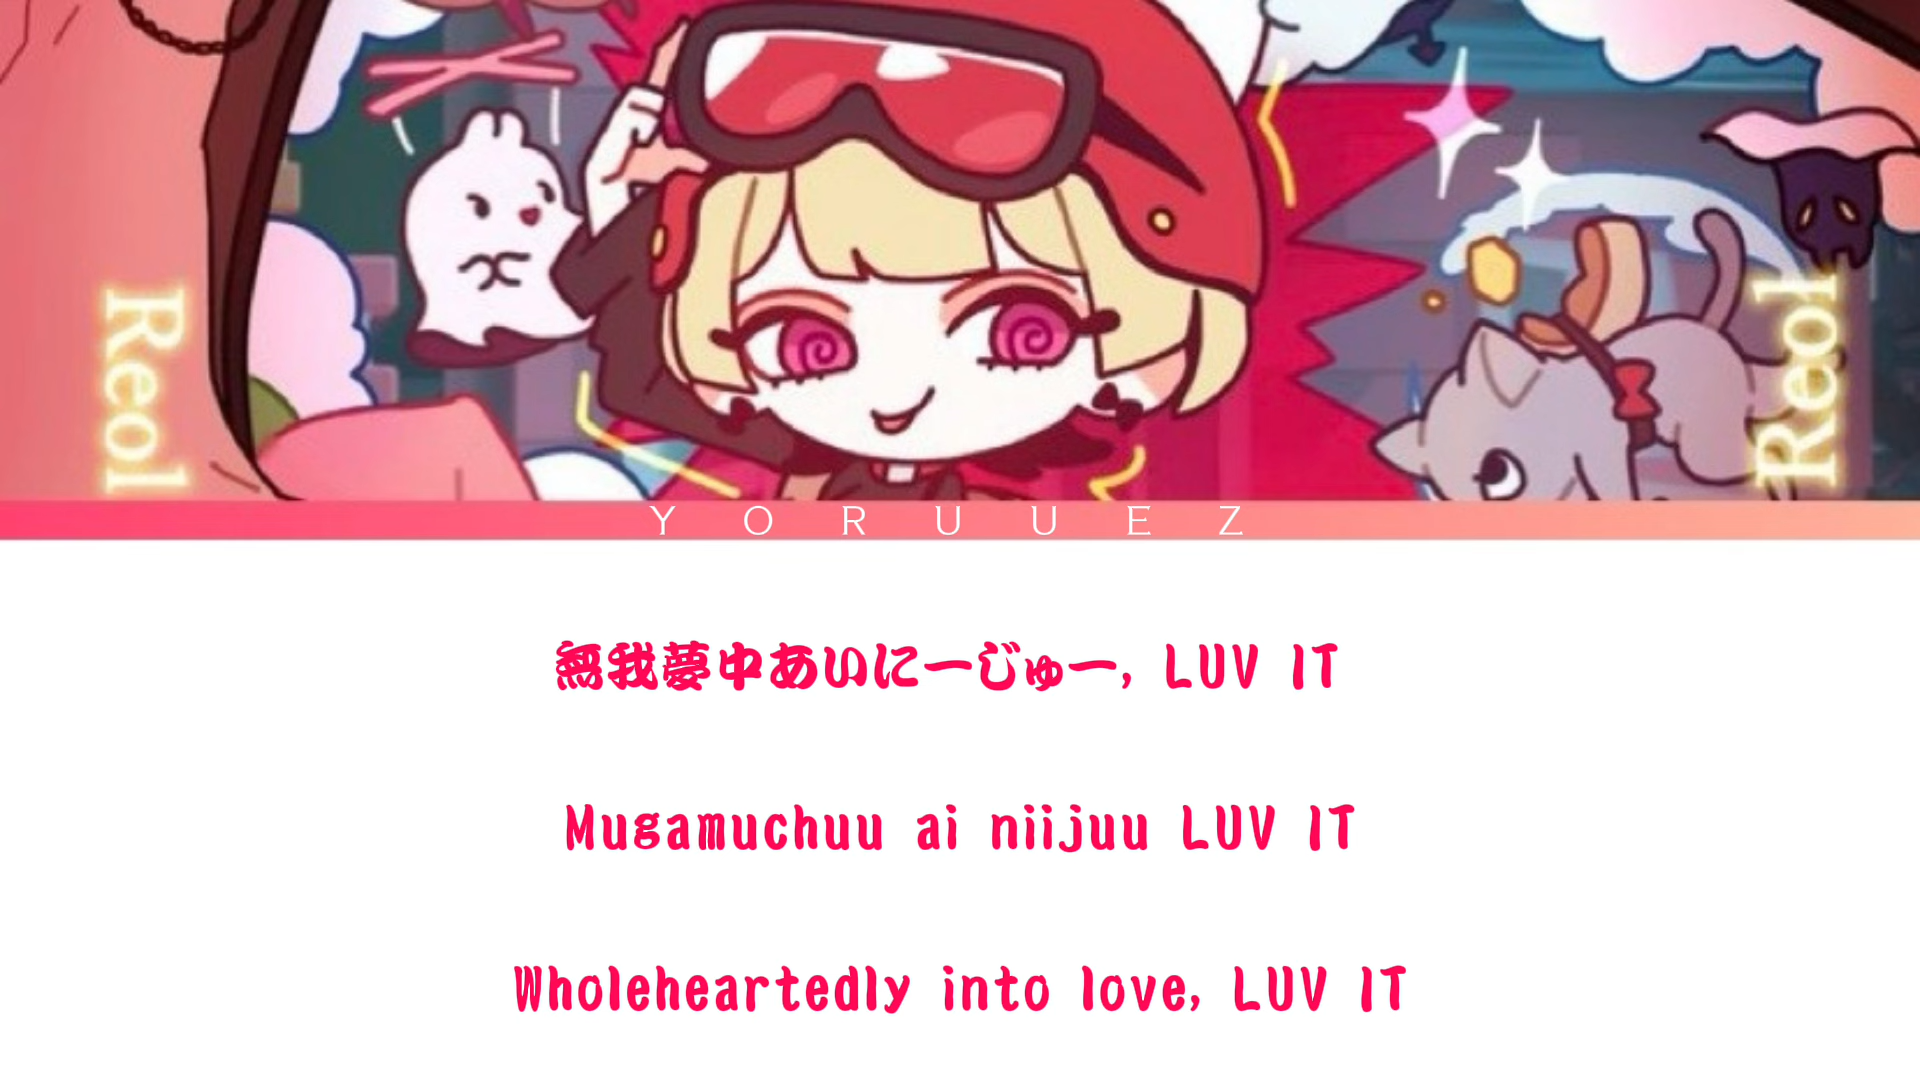 Reol
Reol
YORUUEZ
無我夢中あいにーじゅー, LUV IT
Mugamuchuu ai niijuu LUV IT
Wholeheartedly into love, LUV IT